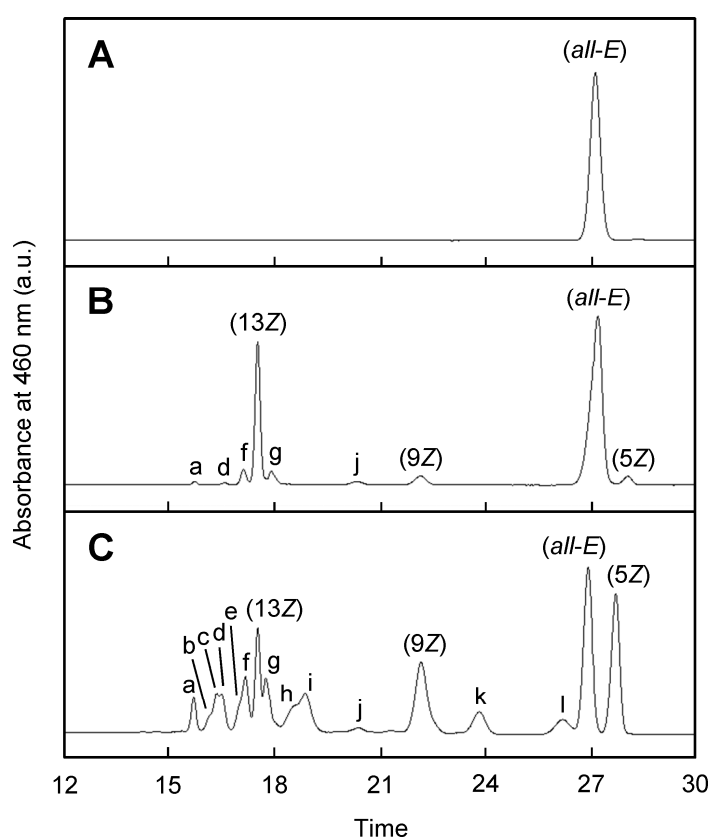 A
(all-E)
B
(13Z)
(all-E)
a
d
f
g
j
(9Z)
(5Z)
C
(all-E)
(5Z)
(13Z)
(9Z)
a
b
c
d
e
f
g
h
i
j
k
l
12
15
18
21
24
27
30
Time
Absorbance at 460 nm (a.u.)